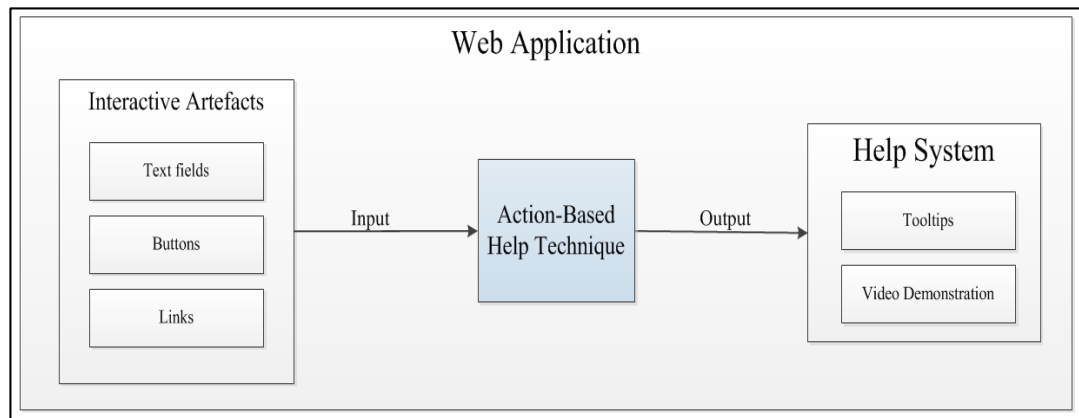 Web Application
Interactive Artefacts
Text fields
Buttons
Links
Input
Action-Based
Help Technique
Output
Help System
Tooltips
Video Demonstration